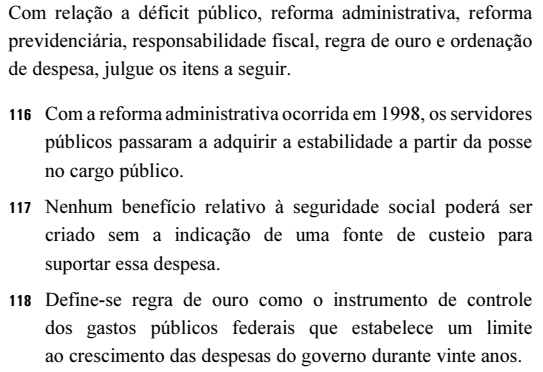 Com relação a déficit público, reforma administrativa, reforma
previdenciária, responsabilidade fiscal, regra de ouro e ordenação
de despesa, julgue os itens a seguir.
116 Com a reforma administrativa ocorrida em 1998, os servidores
públicos passaram a adquirir a estabilidade a partir da posse
no cargo público.
117 Nenhum benefício relativo à seguridade social poderá ser
criado sem a indicação de uma fonte de custeio para
suportar essa despesa.
118 Define-se regra de ouro como o instrumento de controle
dos gastos públicos federais que estabelece um limite
ao crescimento das despesas do governo durante vinte anos.